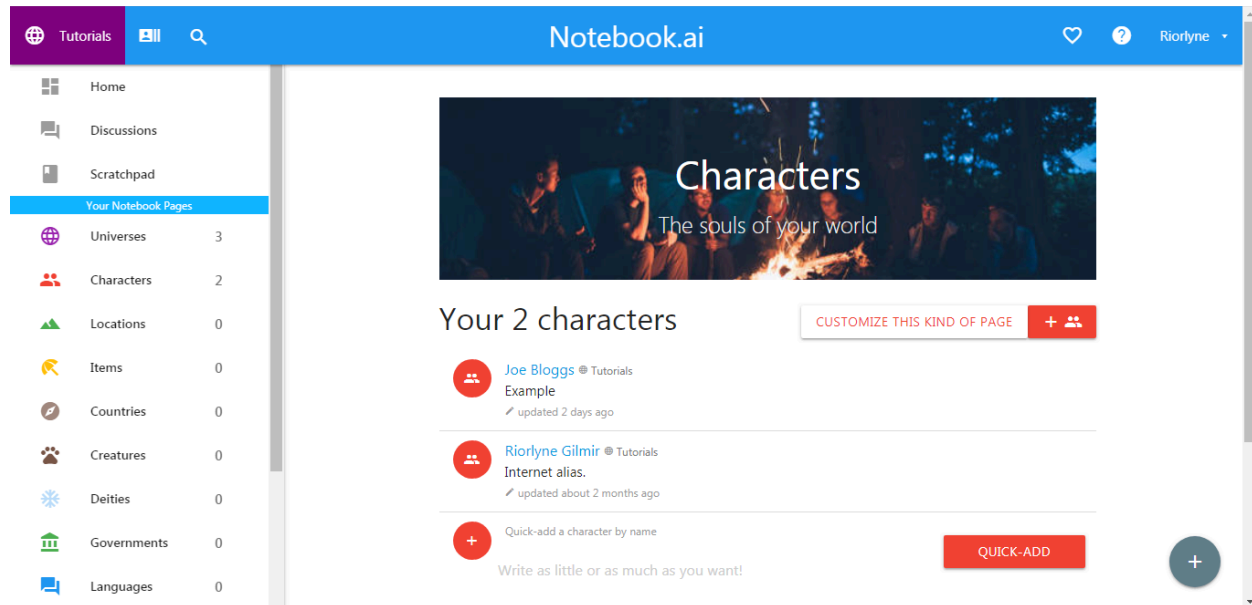 Tutorials
Notebook.ai
?
Riorlyne
Home
Discussions
Scratchpad
Your Notebook Pages
Universes 3
Characters 2
Locations 0
Items 0
Countries 0
Creatures 0
Deities 0
Governments 0
Languages 0
Characters
The souls of your world
Your 2 characters
CUSTOMIZE THIS KIND OF PAGE
+
Joe Bloggs Tutorials
Example
updated 2 days ago
Riorlyne Gilmir Tutorials
Internet alias.
updated about 2 months ago
+
Quick-add a character by name
Write as little or as much as you want!
QUICK-ADD
+